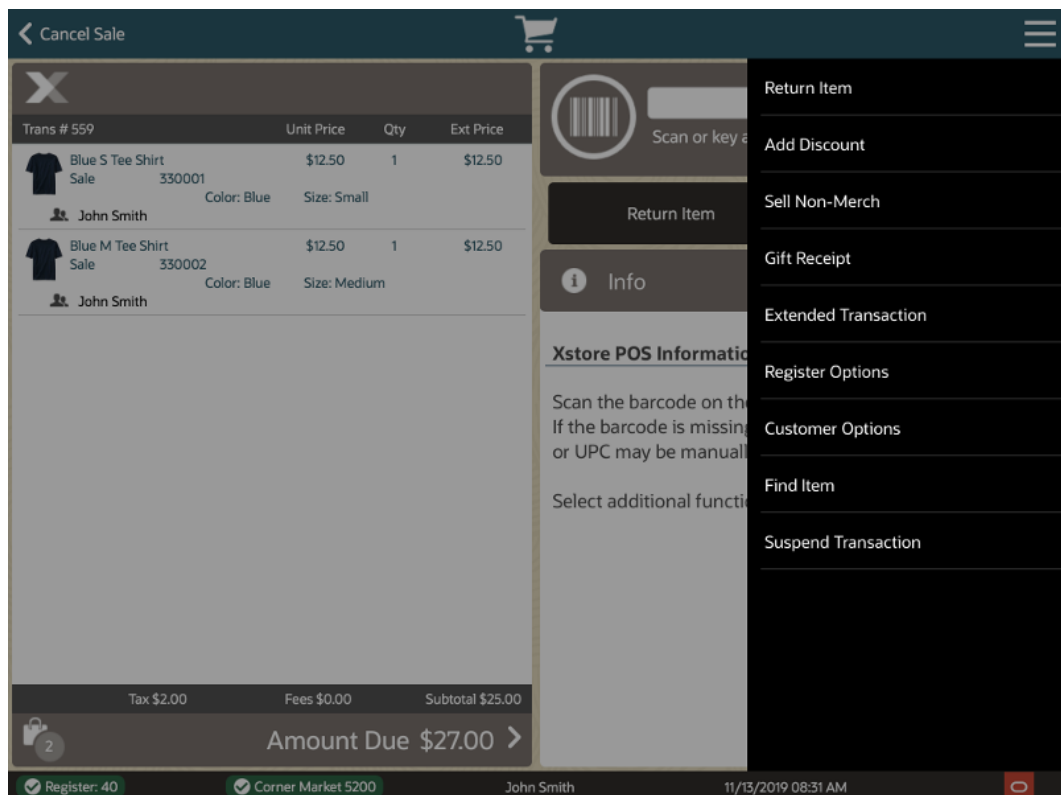 Cancel Sale
X
Trans # 559 Unit Price Qty Ext Price
Blue S Tee Shirt $12.50 1 $12.50
Sale 330001
Color: Blue Size: Small
John Smith
Blue M Tee Shirt $12.50 1 $12.50
Sale 330002
Color: Blue Size: Medium
John Smith
Tax $2.00 Fees $0.00 Subtotal $25.00
2
Amount Due $27.00
Scan or key a
Return Item
Info
Xstore POS Informatio
Scan the barcode on the
If the barcode is missing
or UPC may be manuall
Select additional functi
Return Item
Add Discount
Sell Non-Merch
Gift Receipt
Extended Transaction
Register Options
Customer Options
Find Item
Suspend Transaction
Register: 40 Corner Market 5200 John Smith 11/13/2019 08:31 AM